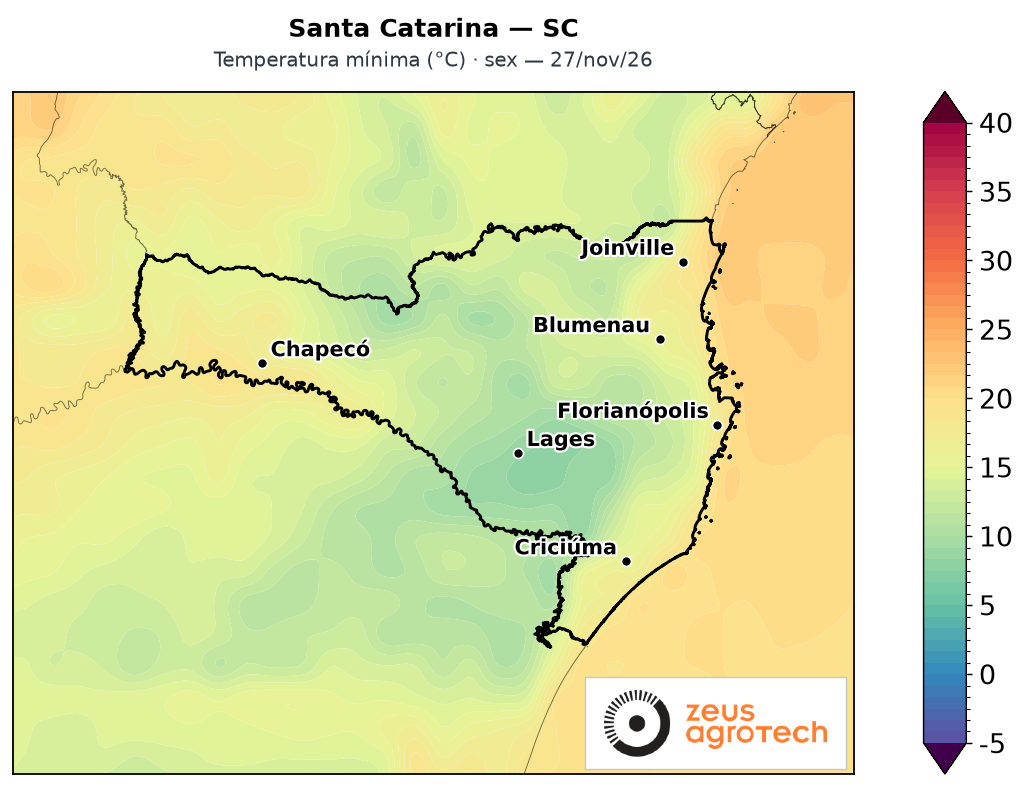 Santa Catarina — SC
Temperatura mínima (°C) · sex — 27/nov/26
Joinville
Blumenau
Chapecó
Florianópolis
Lages
Criciúma
40
35
30
25
20
15
10
5
0
-5
zeus
agrotech